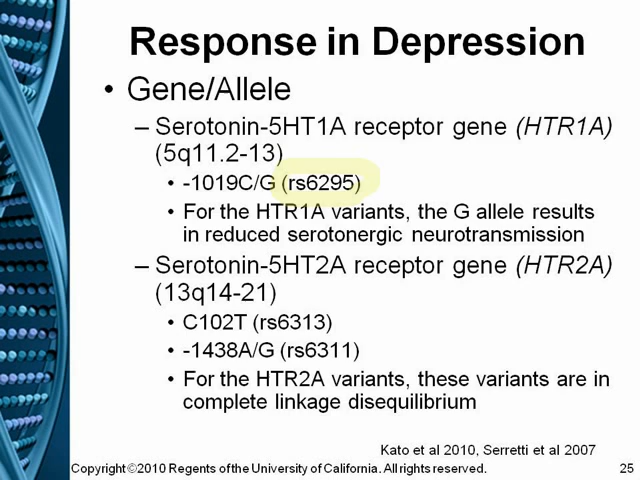 Response in Depression
• Gene/Allele
– Serotonin-5HT1A receptor gene (HTR1A)
(5q11.2-13)
• -1019C/G (rs6295)
• For the HTR1A variants, the G allele results
in reduced serotonergic neurotransmission
– Serotonin-5HT2A receptor gene (HTR2A)
(13q14-21)
• C102T (rs6313)
• -1438A/G (rs6311)
• For the HTR2A variants, these variants are in
complete linkage disequilibrium
Kato et al 2010, Serretti et al 2007
Copyright ©2010 Regents of the University of California. All rights reserved. 25